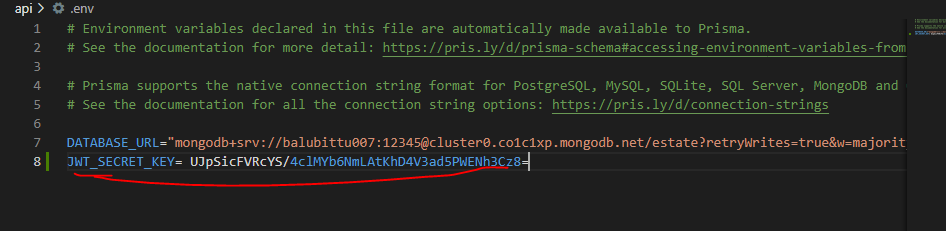 api > .env
1 # Environment variables declared in this file are automatically made available to Prisma.
2 # See the documentation for more detail: https://pris.ly/d/prisma-schema#accessing-environment-variables-from
3
4 # Prisma supports the native connection string format for PostgreSQL, MySQL, SQLite, SQL Server, MongoDB and
5 # See the documentation for all the connection string options: https://pris.ly/d/connection-strings
6
7 DATABASE_URL="mongodb+srv://balubittu007:12345@cluster0.co1c1xp.mongodb.net/estate?retryWrites=true&w=majorit
8 JWT_SECRET_KEY= UJpSicFVRcYS/4clMYb6NmLAtKhD4V3ad5PWENh3Cz8=